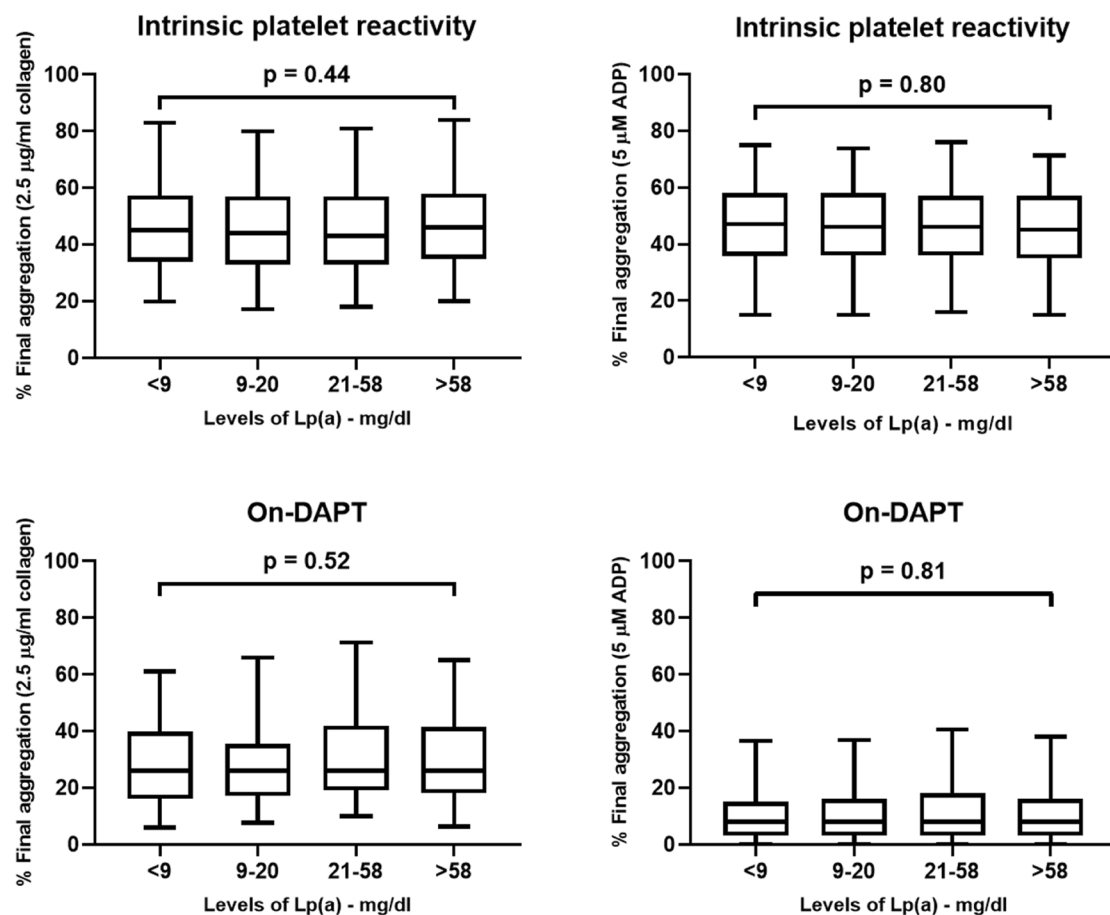 Intrinsic platelet reactivity
p = 0.44
% Final aggregation (2.5 µg/ml collagen)
100
80
60
40
20
0
<9 9-20 21-58 >58
Levels of Lp(a) - mg/dl
Intrinsic platelet reactivity
p = 0.80
% Final aggregation (5 µM ADP)
100
80
60
40
20
0
<9 9-20 21-58 >58
Levels of Lp(a) - mg/dl
On-DAPT
p = 0.52
% Final aggregation (2.5 µg/ml collagen)
100
80
60
40
20
0
<9 9-20 21-58 >58
Levels of Lp(a) - mg/dl
On-DAPT
p = 0.81
% Final aggregation (5 µM ADP)
100
80
60
40
20
0
<9 9-20 21-58 >58
Levels of Lp(a) - mg/dl